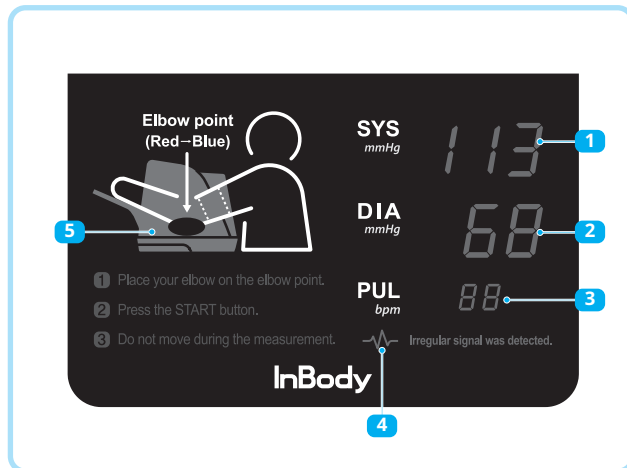 Elbow point
(Red→Blue)
SYS
mmHg
113
1
DIA
mmHg
68
2
5
1 Place your elbow on the elbow point.
2 Press the START button.
3 Do not move during the measurement.
PUL
bpm
88
3
Irregular signal was detected.
InBody
4